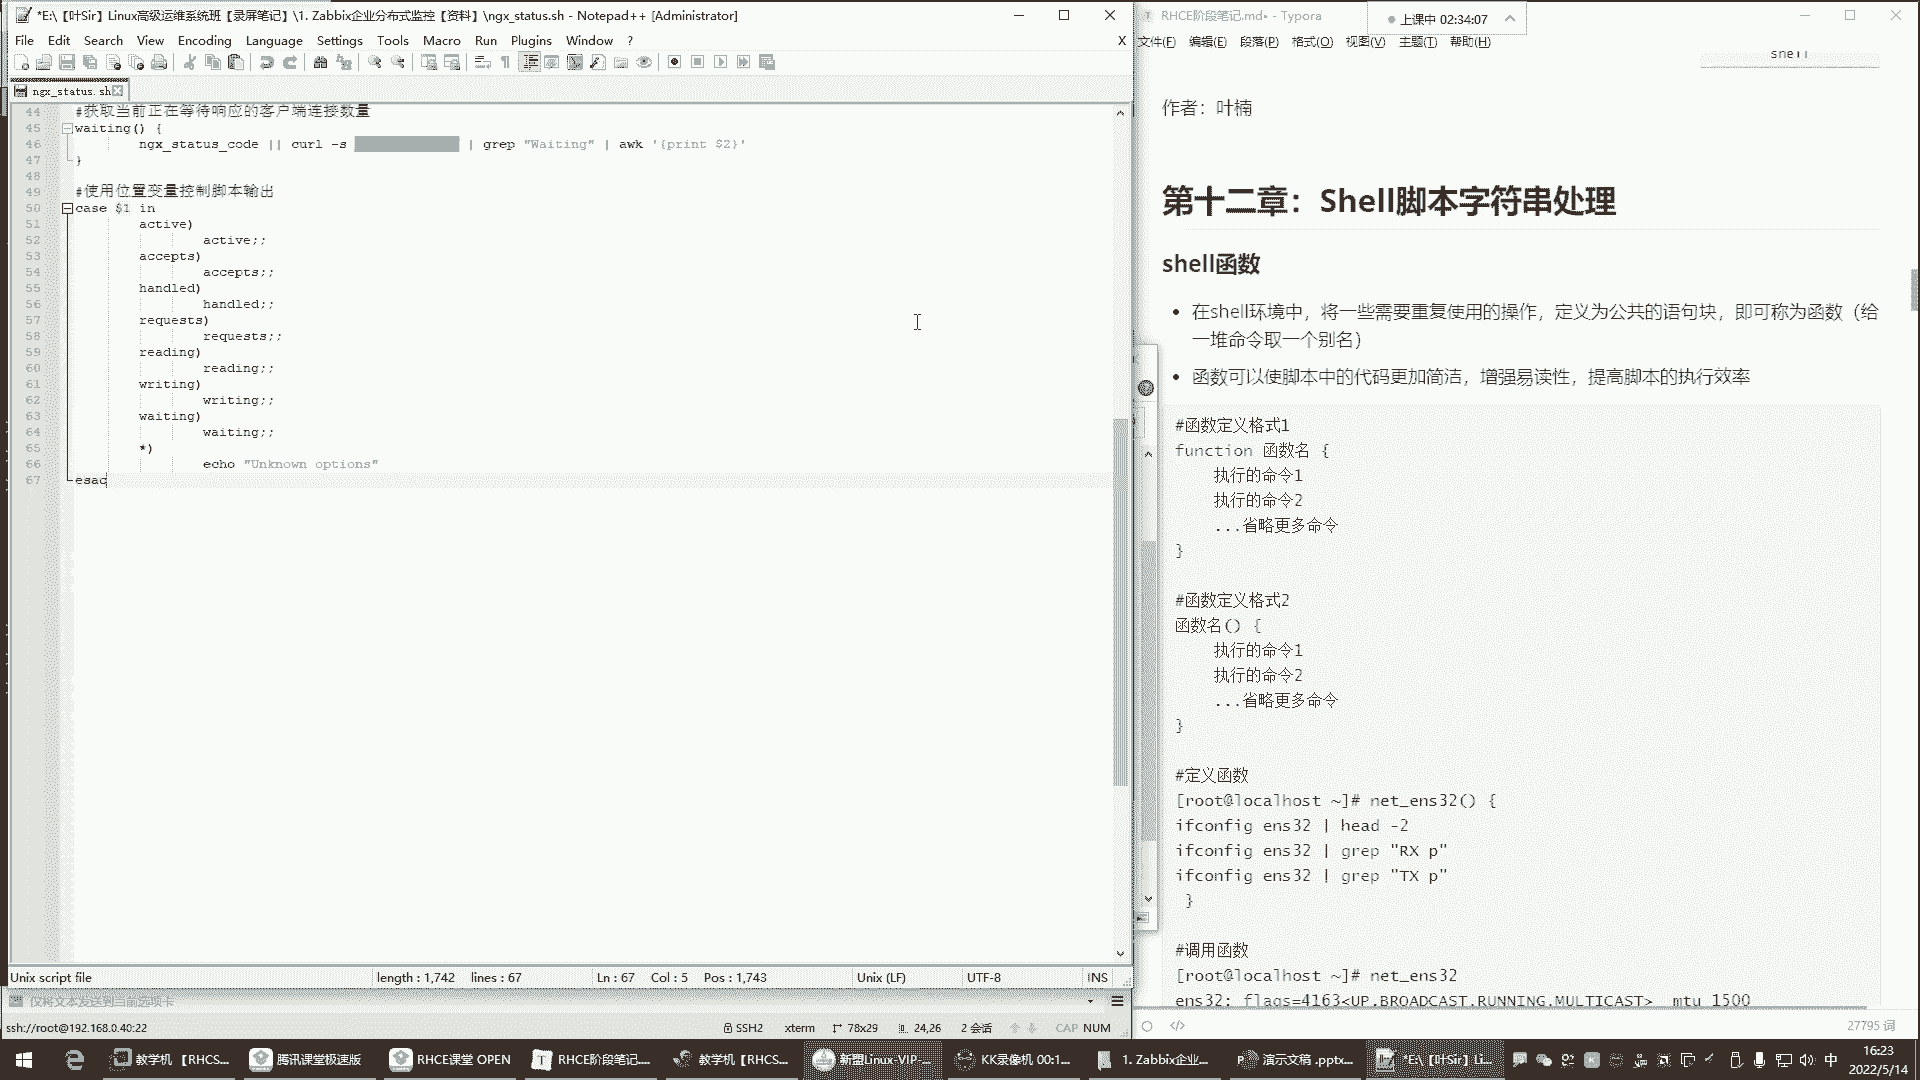 *E:\【叶Sir】Linux高级运维系统班【录屏笔记】\1. Zabbix企业分布式监控【资料】\ngx_status.sh - Notepad++ [Administrator]
File Edit Search View Encoding Language Settings Tools Macro Run Plugins Window ? X
ngx_status.sh
44 #获取当前正在等待响应的客户端连接数量
45 waiting() {
46 ngx_status_code || curl -s | grep "Waiting" | awk '{print $2}'
47 }
48
49 #使用位置变量控制脚本输出
50 case $1 in
51 active)
52 active;;
53 accepts)
54 accepts;;
55 handled)
56 handled;;
57 requests)
58 requests;;
59 reading)
60 reading;;
61 writing)
62 writing;;
63 waiting)
64 waiting;;
65 *)
66 echo "Unknown options"
67 esac
Unix script file length : 1,742 lines : 67 Ln : 67 Col : 5 Pos : 1,743 Unix (LF) UTF-8 INS
仅将文本发送到当前选项卡
ssh://root@192.168.0.40:22 SSH2 xterm 78x29 24,26 2 会话 CAP NUM
RHCE阶段笔记.md• - Typora
上课中 02:34:07
文件(F) 编辑(E) 段落(P) 格式(O) 视图(V) 主题(T) 帮助(H)
shell
作者：叶楠
第十二章：Shell脚本字符串处理
shell函数
• 在shell环境中，将一些需要重复使用的操作，定义为公共的语句块，即可称为函数（给
一堆命令取一个别名）
• 函数可以使脚本中的代码更加简洁，增强易读性，提高脚本的执行效率
#函数定义格式1
function 函数名 {
执行的命令1
执行的命令2
...省略更多命令
}
#函数定义格式2
函数名() {
执行的命令1
执行的命令2
...省略更多命令
}
#定义函数
[root@localhost ~]# net_ens32() {
ifconfig ens32 | head -2
ifconfig ens32 | grep "RX p"
ifconfig ens32 | grep "TX p"
}
#调用函数
[root@localhost ~]# net_ens32
ens32: flags=4163<UP,BROADCAST,RUNNING,MULTICAST> mtu 1500
27795 词
教学机【RHCS... 腾讯课堂极速版 RHCE课堂 OPEN RHCE阶段笔记.... 教学机【RHCS... 新盟Linux-VIP-... KK录像机 00:1... 1. Zabbix企业... 演示文稿 .pptx... *E:\【叶Sir】Li... 中 16:23
2022/5/14